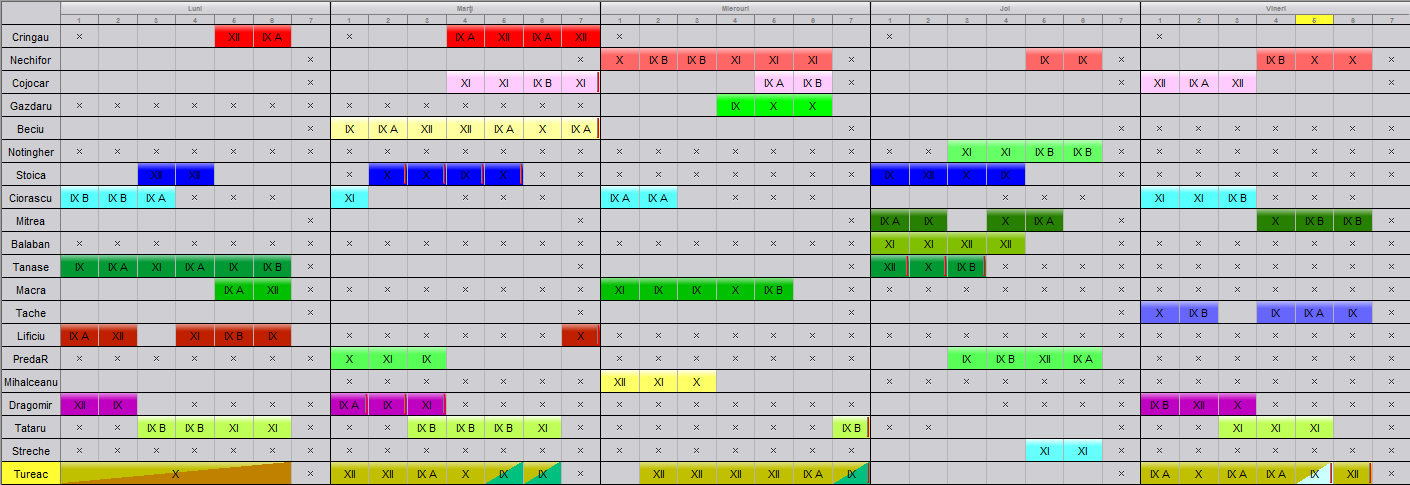 Luni Marţi Miercuri Joi Vineri
1 2 3 4 5 6 7 1 2 3 4 5 6 7 1 2 3 4 5 6 7 1 2 3 4 5 6 7 1 2 3 4 5 6 7
Cringau XII IX A IX A XII IX A XII
Nechifor X IX B IX B XI XI XI IX IX IX B X X
Cojocar XI XI IX B XI IX A IX B XII IX A XII
Gazdaru IX X X
Beciu IX IX A XII XII IX A X IX A
Notingher XI XI IX B IX B
Stoica XII XII X X IX X IX XII X IX
Ciorascu IX B IX B IX A XI IX A IX A XI XI IX B
Mitrea IX A IX X IX A X IX B IX B
Balaban XI XI XII XII
Tanase IX IX A XI IX A IX IX B XII X IX B
Macra IX A XII XI IX IX X IX B
Tache X IX B IX IX A IX
Lificiu IX A XII XI IX B IX X
PredaR X XI IX IX IX B XII IX A
Mihalceanu XII XI X
Dragomir XII IX IX A IX XI IX B XII X
Tataru IX B IX B XI XI IX B IX B IX B XI IX B XI XI XI
Streche XI XI
Tureac X XII XII IX A X IX IX XII XII XII XII IX A IX IX A X IX A IX A IX XII